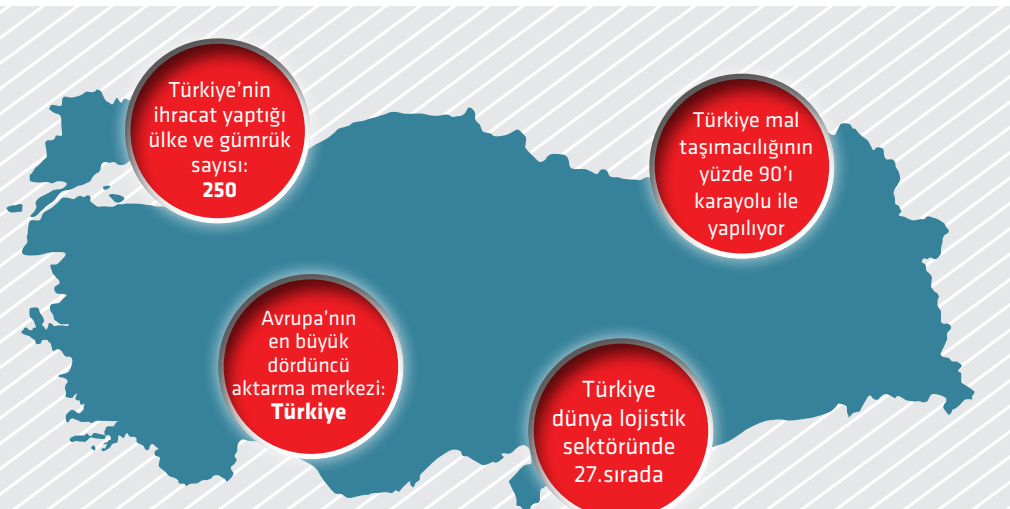 Türkiye’nin
ihracat yaptığı
ülke ve gümrük
sayısı:
250
Türkiye mal
taşımacılığının
yüzde 90’ı
karayolu ile
yapılıyor
Avrupa’nın
en büyük
dördüncü
aktarma merkezi:
Türkiye
Türkiye
dünya lojistik
sektöründe
27.sırada